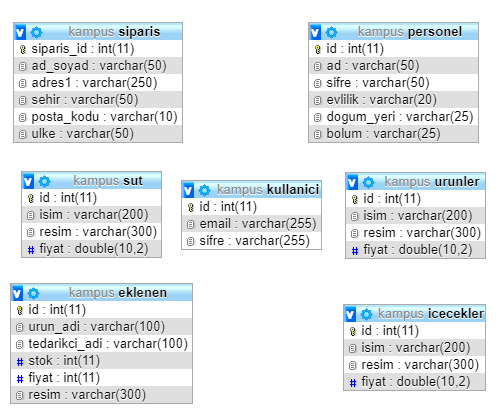 kampus siparis
siparis_id : int(11)
ad_soyad : varchar(50)
adres1 : varchar(250)
sehir : varchar(50)
posta_kodu : varchar(10)
ulke : varchar(50)
kampus personel
id : int(11)
ad : varchar(50)
sifre : varchar(50)
evlilik : varchar(20)
dogum_yeri : varchar(25)
bolum : varchar(25)
kampus sut
id : int(11)
isim : varchar(200)
resim : varchar(300)
# fiyat : double(10,2)
kampus kullanici
id : int(11)
email : varchar(255)
sifre : varchar(255)
kampus urunler
id : int(11)
isim : varchar(200)
resim : varchar(300)
# fiyat : double(10,2)
kampus eklenen
id : int(11)
urun_adi : varchar(100)
tedarikci_adi : varchar(100)
# stok : int(11)
# fiyat : int(11)
resim : varchar(300)
kampus icecekler
id : int(11)
isim : varchar(200)
resim : varchar(300)
# fiyat : double(10,2)